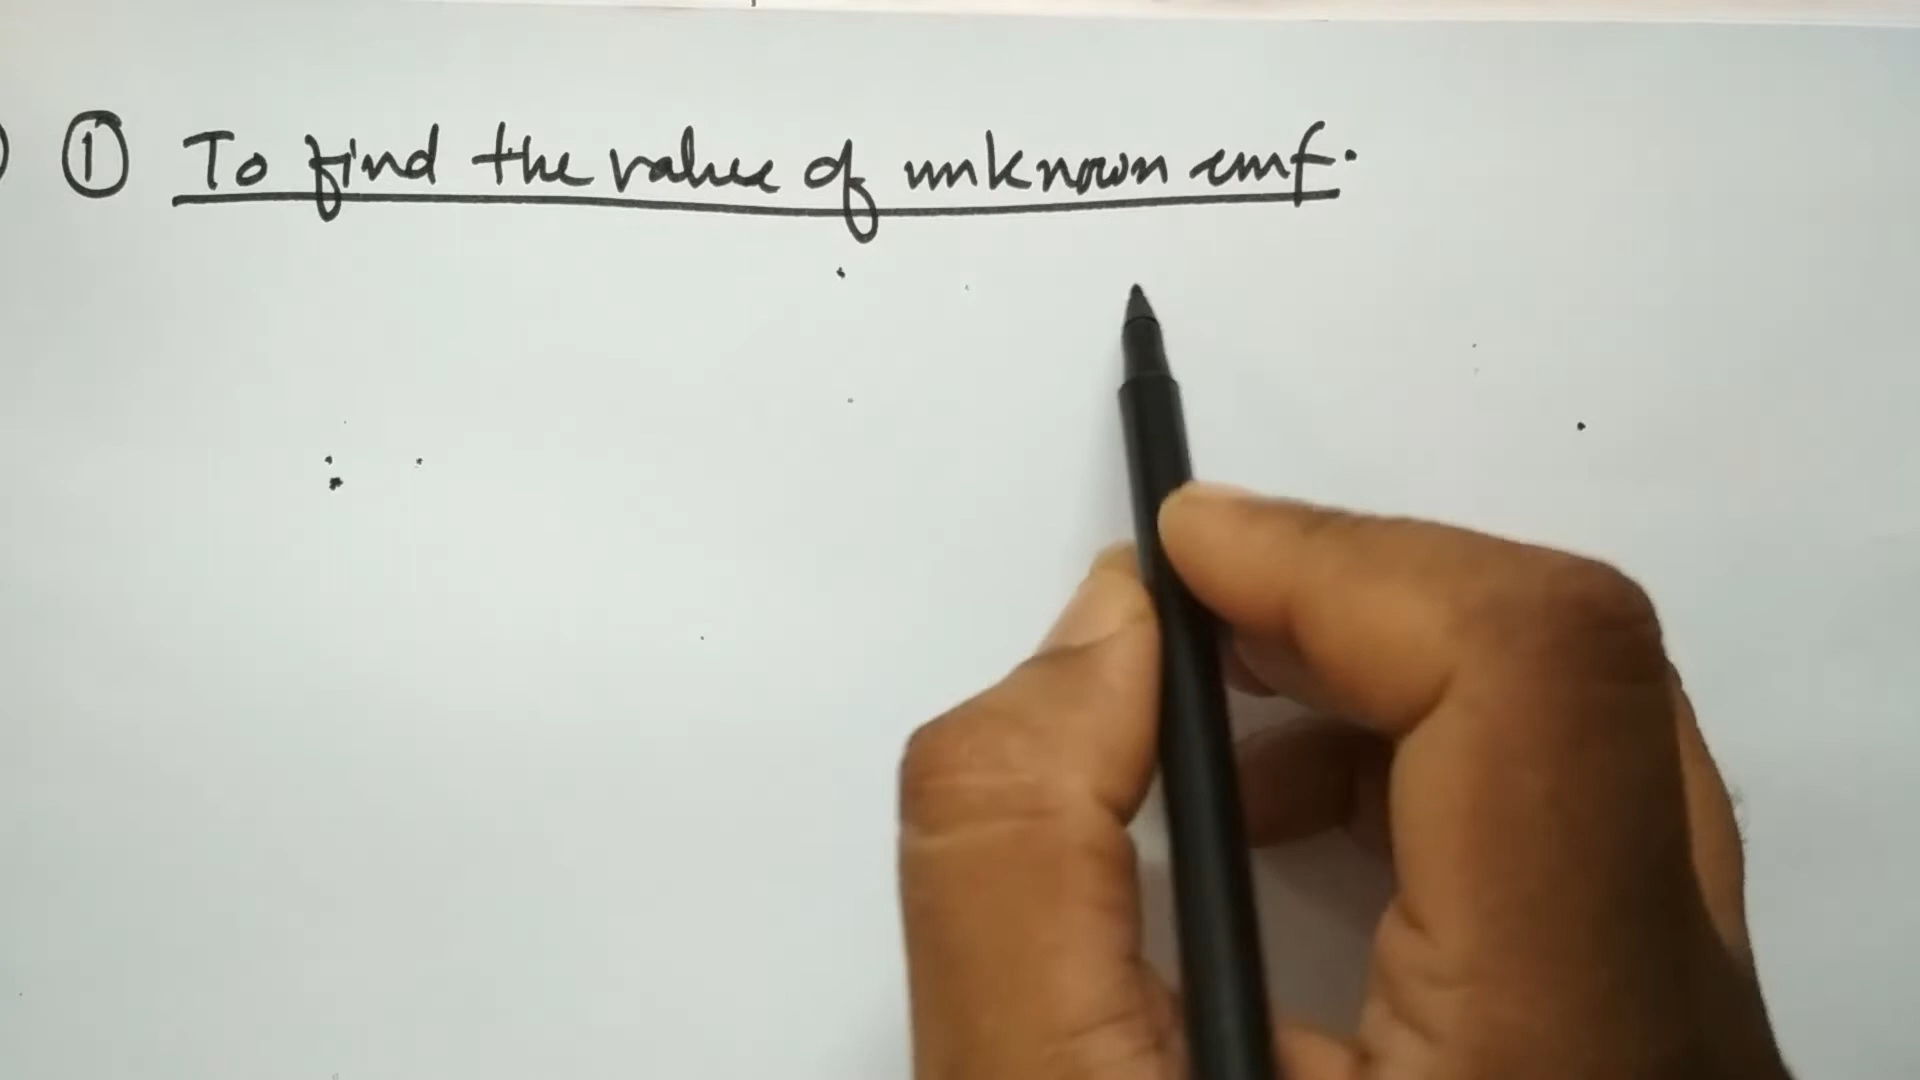 ① To find the value of unknown emf.